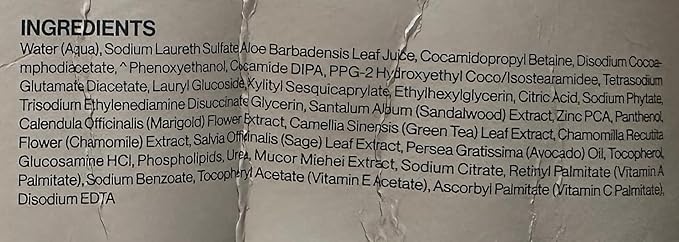 INGREDIENTS
Water (Aqua), Sodium Laureth Sulfate, Aloe Barbadensis Leaf Juice, Cocamidopropyl Betaine, Disodium Cocoa-
mphodiacetate, ^ Phenoxyethanol, Cocamide DIPA, PPG-2 Hydroxyethyl Coco/Isostearamidee, Tetrasodium
Glutamate Diacetate, Lauryl Glucoside, Xylityl Sesquicaprylate, Ethylhexylglycerin, Citric Acid, Sodium Phytate,
Trisodium Ethylenediamine Disuccinate, Glycerin, Santalum Album (Sandalwood) Extract, Zinc PCA, Panthenol,
Calendula Officinalis (Marigold) Flower Extract, Camellia Sinensis (Green Tea) Leaf Extract, Chamomilla Recutita
Flower (Chamomile) Extract, Salvia Officinalis (Sage) Leaf Extract, Persea Gratissima (Avocado) Oil, Tocopherol,
Glucosamine HCl, Phospholipids, Urea, Mucor Miehei Extract, Sodium Citrate, Retinyl Palmitate (Vitamin A
Palmitate), Sodium Benzoate, Tocopheryl Acetate (Vitamin E Acetate), Ascorbyl Palmitate (Vitamin C Palmitate),
Disodium EDTA